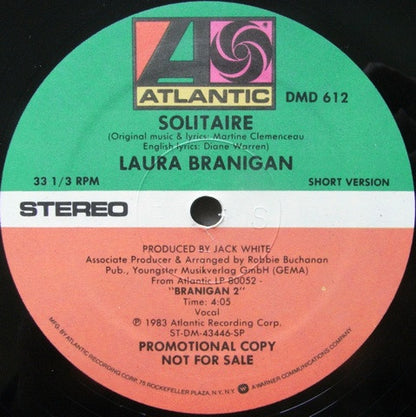 ATLANTIC
DMD 612
SOLITAIRE
(Original music & lyrics: Martine Clemenceau
English lyrics: Diane Warren)
LAURA BRANIGAN
33 1/3 RPM
SHORT VERSION
STEREO
PRODUCED BY JACK WHITE
Associate Producer & Arranged by Robbie Buchanan
Pub., Youngster Musikverlag GmbH (GEMA)
From Atlantic LP 80052 -
"BRANIGAN 2"
Time: 4:05
Vocal
℗ 1983 Atlantic Recording Corp.
ST-DM-43446-SP
PROMOTIONAL COPY
NOT FOR SALE
MFG. BY ATLANTIC RECORDING CORP., 75 ROCKEFELLER PLAZA, N.Y., N.Y. A WARNER COMMUNICATIONS COMPANY